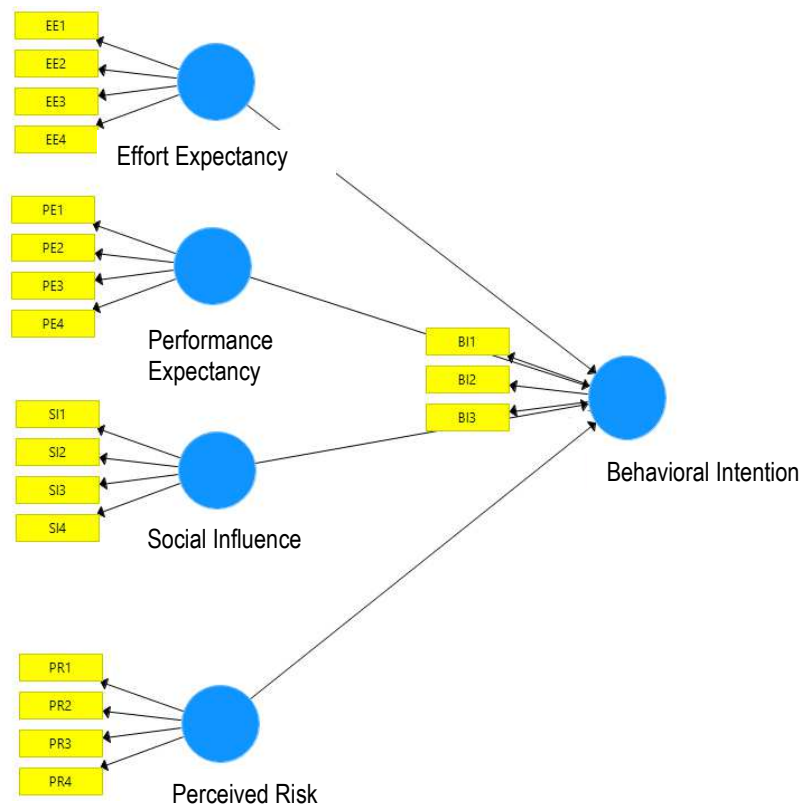 EE1
EE2
EE3
EE4
Effort Expectancy
PE1
PE2
PE3
PE4
Performance
Expectancy
BI1
BI2
BI3
Behavioral Intention
SI1
SI2
SI3
SI4
Social Influence
PR1
PR2
PR3
PR4
Perceived Risk